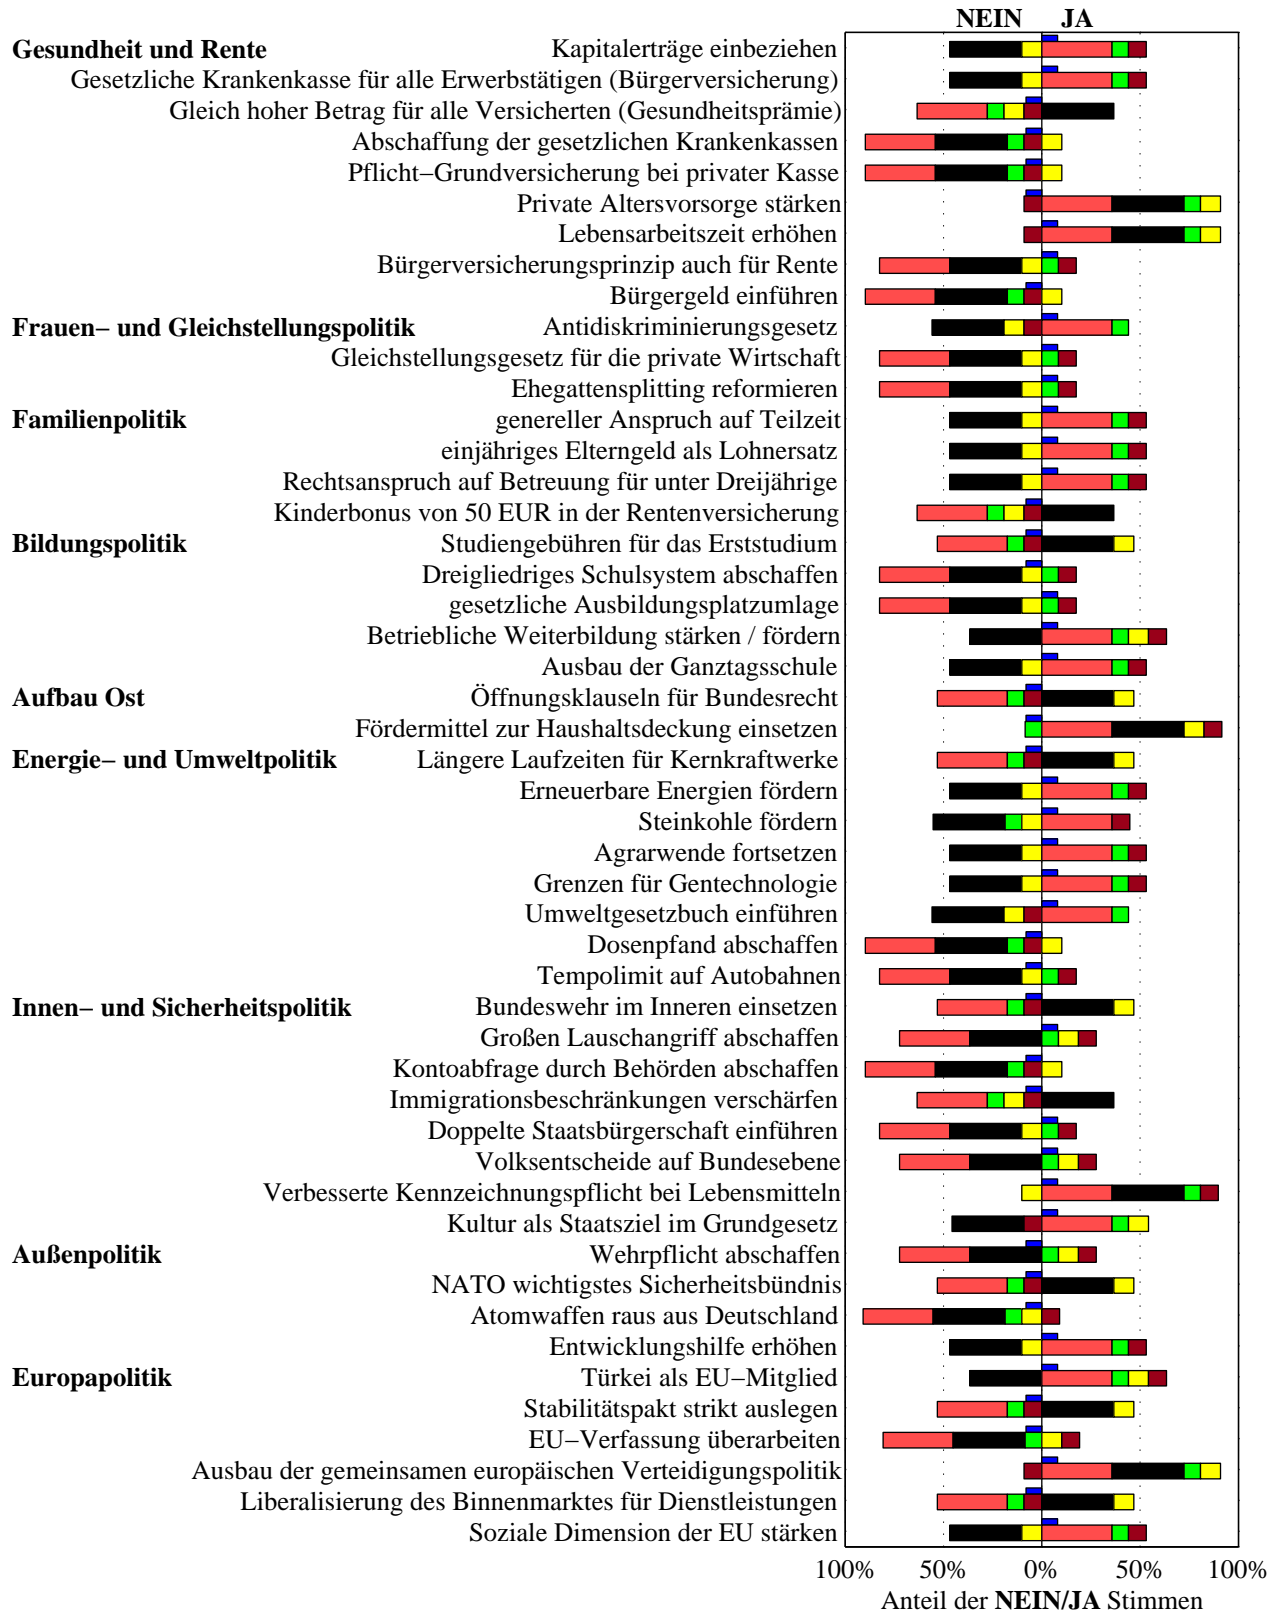 NEIN JA
Gesundheit und Rente Kapitalerträge einbeziehen
Gesetzliche Krankenkasse für alle Erwerbstätigen (Bürgerversicherung)
Gleich hoher Betrag für alle Versicherten (Gesundheitsprämie)
Abschaffung der gesetzlichen Krankenkassen
Pflicht−Grundversicherung bei privater Kasse
Private Altersvorsorge stärken
Lebensarbeitszeit erhöhen
Bürgerversicherungsprinzip auch für Rente
Bürgergeld einführen
Frauen− und Gleichstellungspolitik Antidiskriminierungsgesetz
Gleichstellungsgesetz für die private Wirtschaft
Ehegattensplitting reformieren
Familienpolitik genereller Anspruch auf Teilzeit
einjähriges Elterngeld als Lohnersatz
Rechtsanspruch auf Betreuung für unter Dreijährige
Kinderbonus von 50 EUR in der Rentenversicherung
Bildungspolitik Studiengebühren für das Erststudium
Dreigliedriges Schulsystem abschaffen
gesetzliche Ausbildungsplatzumlage
Betriebliche Weiterbildung stärken / fördern
Ausbau der Ganztagsschule
Aufbau Ost Öffnungsklauseln für Bundesrecht
Fördermittel zur Haushaltsdeckung einsetzen
Energie− und Umweltpolitik Längere Laufzeiten für Kernkraftwerke
Erneuerbare Energien fördern
Steinkohle fördern
Agrarwende fortsetzen
Grenzen für Gentechnologie
Umweltgesetzbuch einführen
Dosenpfand abschaffen
Tempolimit auf Autobahnen
Innen− und Sicherheitspolitik Bundeswehr im Inneren einsetzen
Großen Lauschangriff abschaffen
Kontoabfrage durch Behörden abschaffen
Immigrationsbeschränkungen verschärfen
Doppelte Staatsbürgerschaft einführen
Volksentscheide auf Bundesebene
Verbesserte Kennzeichnungspflicht bei Lebensmitteln
Kultur als Staatsziel im Grundgesetz
Außenpolitik Wehrpflicht abschaffen
NATO wichtigstes Sicherheitsbündnis
Atomwaffen raus aus Deutschland
Entwicklungshilfe erhöhen
Europapolitik Türkei als EU−Mitglied
Stabilitätspakt strikt auslegen
EU−Verfassung überarbeiten
Ausbau der gemeinsamen europäischen Verteidigungspolitik
Liberalisierung des Binnenmarktes für Dienstleistungen
Soziale Dimension der EU stärken
100% 50% 0% 50% 100%
Anteil der NEIN/JA Stimmen